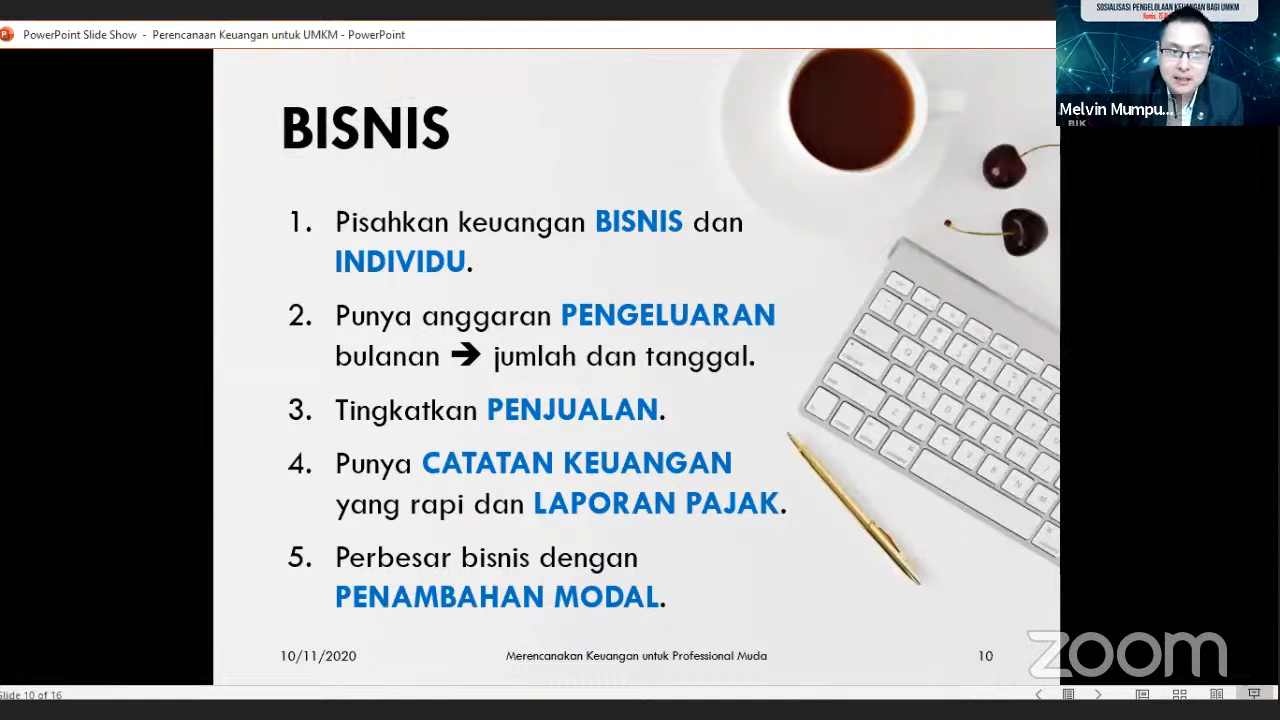 SOSIALISASI PENGELOLAAN KEUANGAN BAGI UMKM
PowerPoint Slide Show - Perencanaan Keuangan untuk UMKM - PowerPoint
Melvin Mumpu...
BISNIS
1. Pisahkan keuangan BISNIS dan
INDIVIDU.
2. Punya anggaran PENGELUARAN
bulanan ➔ jumlah dan tanggal.
3. Tingkatkan PENJUALAN.
4. Punya CATATAN KEUANGAN
yang rapi dan LAPORAN PAJAK.
5. Perbesar bisnis dengan
PENAMBAHAN MODAL.
10/11/2020 Merencanakan Keuangan untuk Professional Muda 10
zoom
Slide 10 of 16